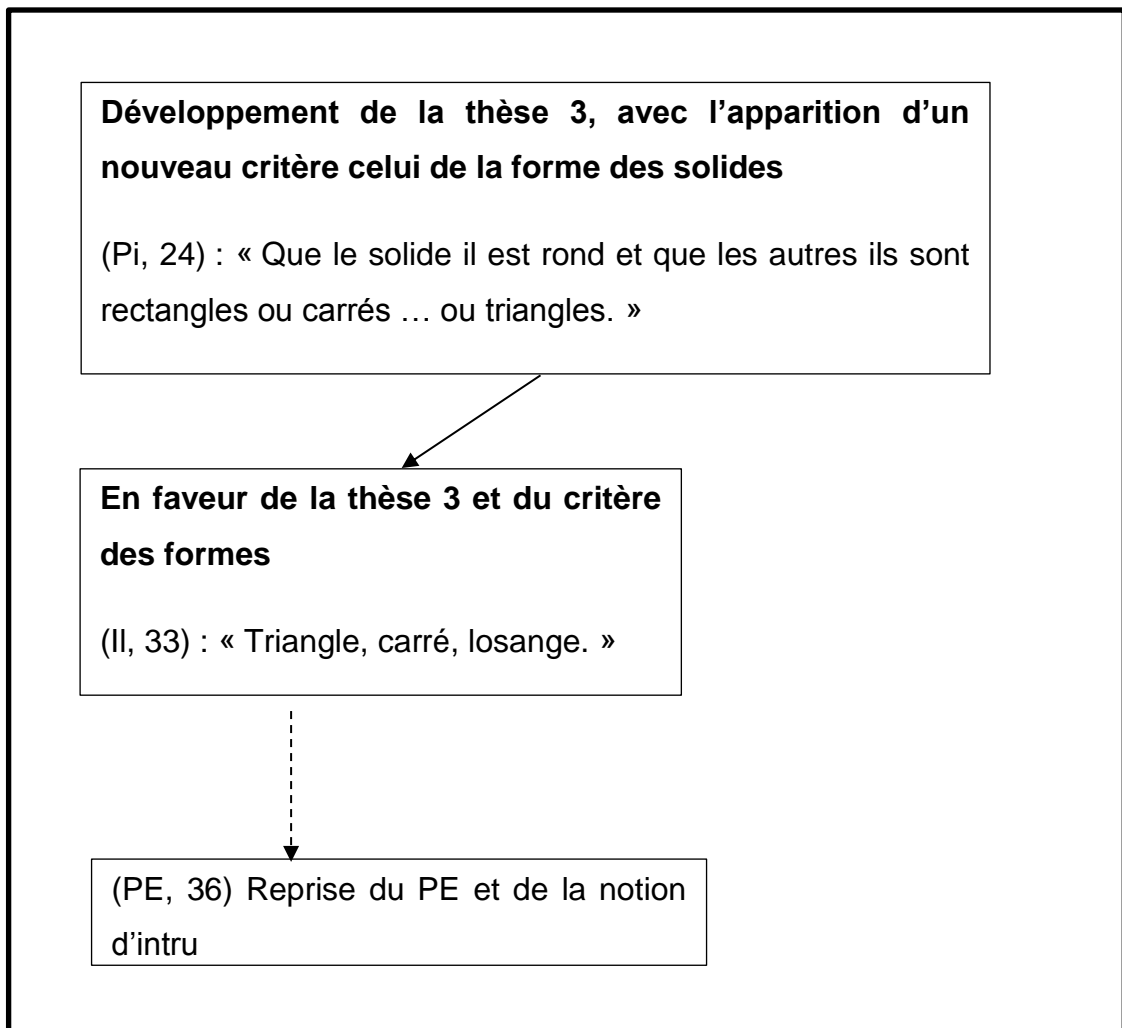 Développement de la thèse 3, avec l’apparition d’un
nouveau critère celui de la forme des solides
(Pi, 24) : « Que le solide il est rond et que les autres ils sont
rectangles ou carrés … ou triangles. »
En faveur de la thèse 3 et du critère
des formes
(Il, 33) : « Triangle, carré, losange. »
(PE, 36) Reprise du PE et de la notion
d’intru